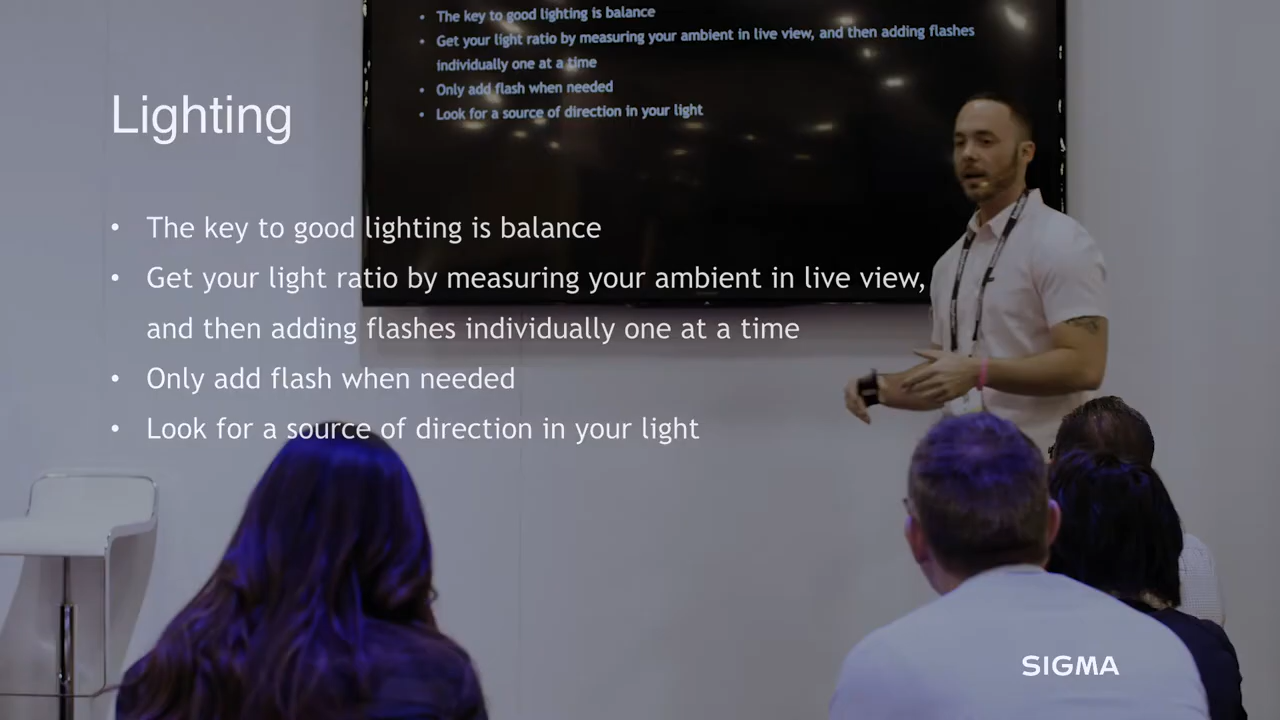 • The key to good lighting is balance
• Get your light ratio by measuring your ambient in live view, and then adding flashes
individually one at a time
• Only add flash when needed
• Look for a source of direction in your light
Lighting
• The key to good lighting is balance
• Get your light ratio by measuring your ambient in live view,
and then adding flashes individually one at a time
• Only add flash when needed
• Look for a source of direction in your light
SIGMA